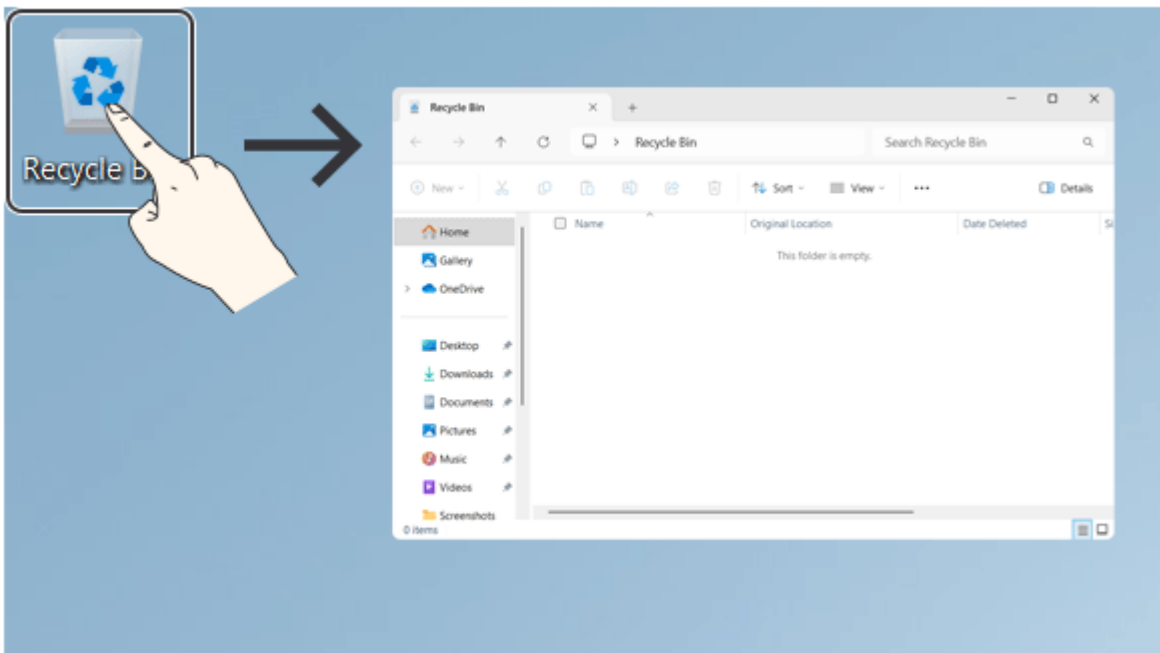 Recycle B
Recycle Bin
Recycle Bin
Search Recycle Bin
New
Sort
View
Details
Name
Original Location
Date Deleted
Si
This folder is empty.
Home
Gallery
OneDrive
Desktop
Downloads
Documents
Pictures
Music
Videos
Screenshots
0 items